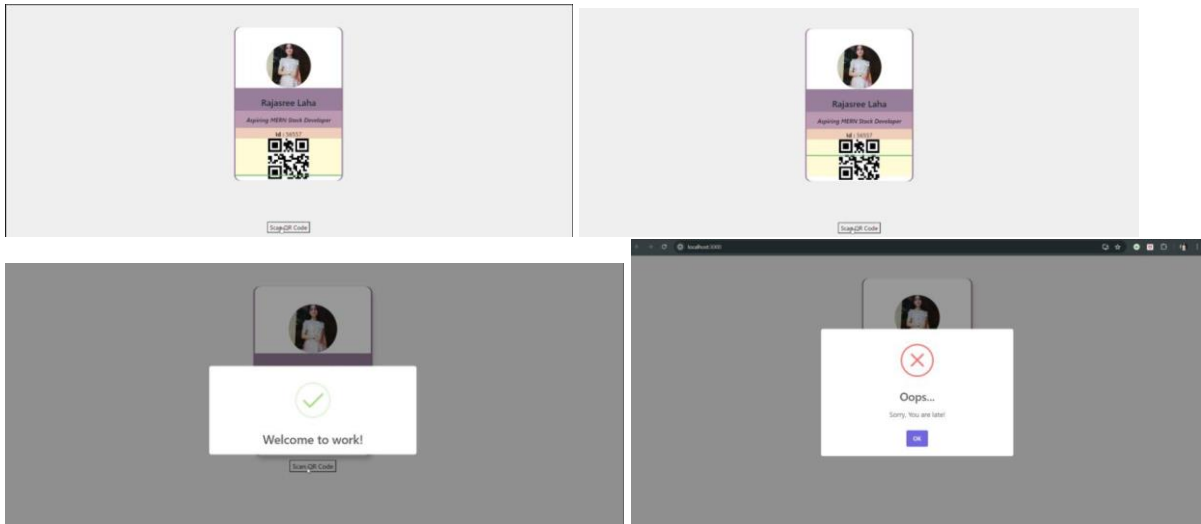 Rajasree Laha
Aspiring MERN Stack Developer
Id : 56557
Scan QR Code
Rajasree Laha
Aspiring MERN Stack Developer
Id : 56557
Scan QR Code
Welcome to work!
Scan QR Code
localhost:3000
Oops...
Sorry, You are late!
OK